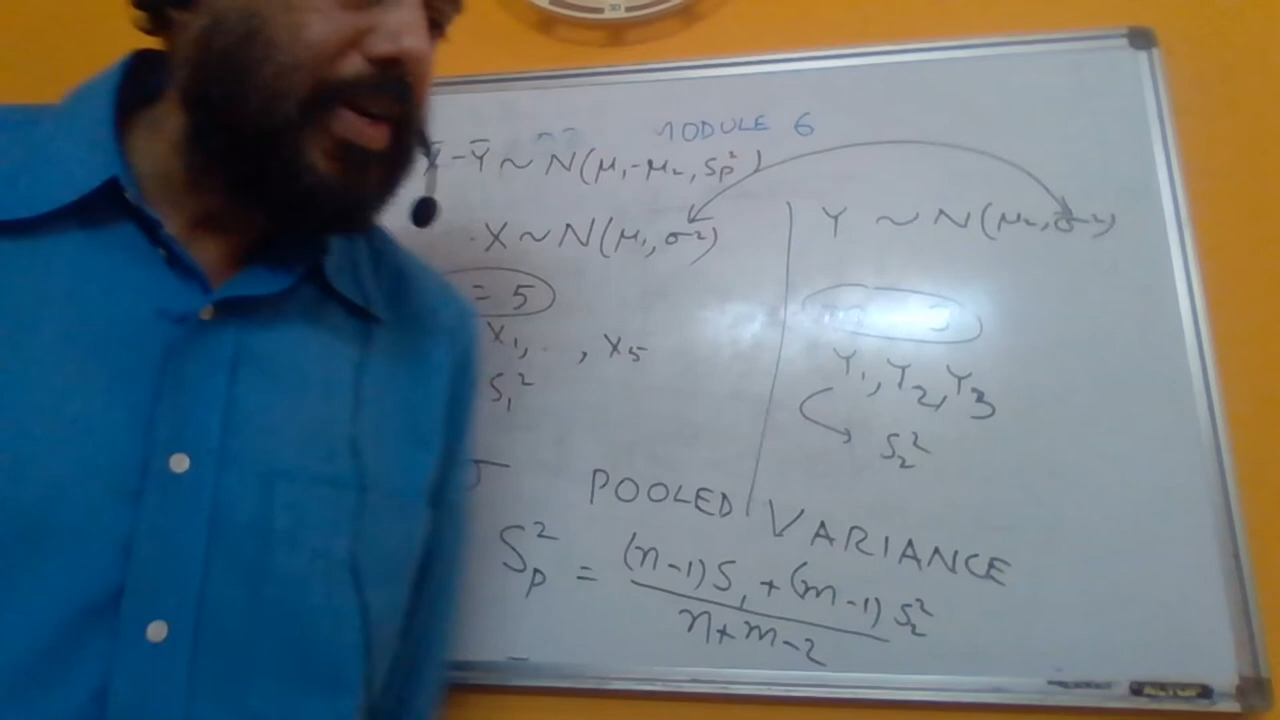 MODULE 6
X̄ - Ȳ ~ N(μ₁-μ₂, Sp²)
X ~ N(μ₁, σ²)
Y ~ N(μ₂, σ²)
= 5
X₁, . . , X₅
S₁²
Y₁, Y₂, Y₃
S₂²
POOLED VARIANCE
Sp² = (n-1)S₁ + (m-1)S₂²
n+m-2